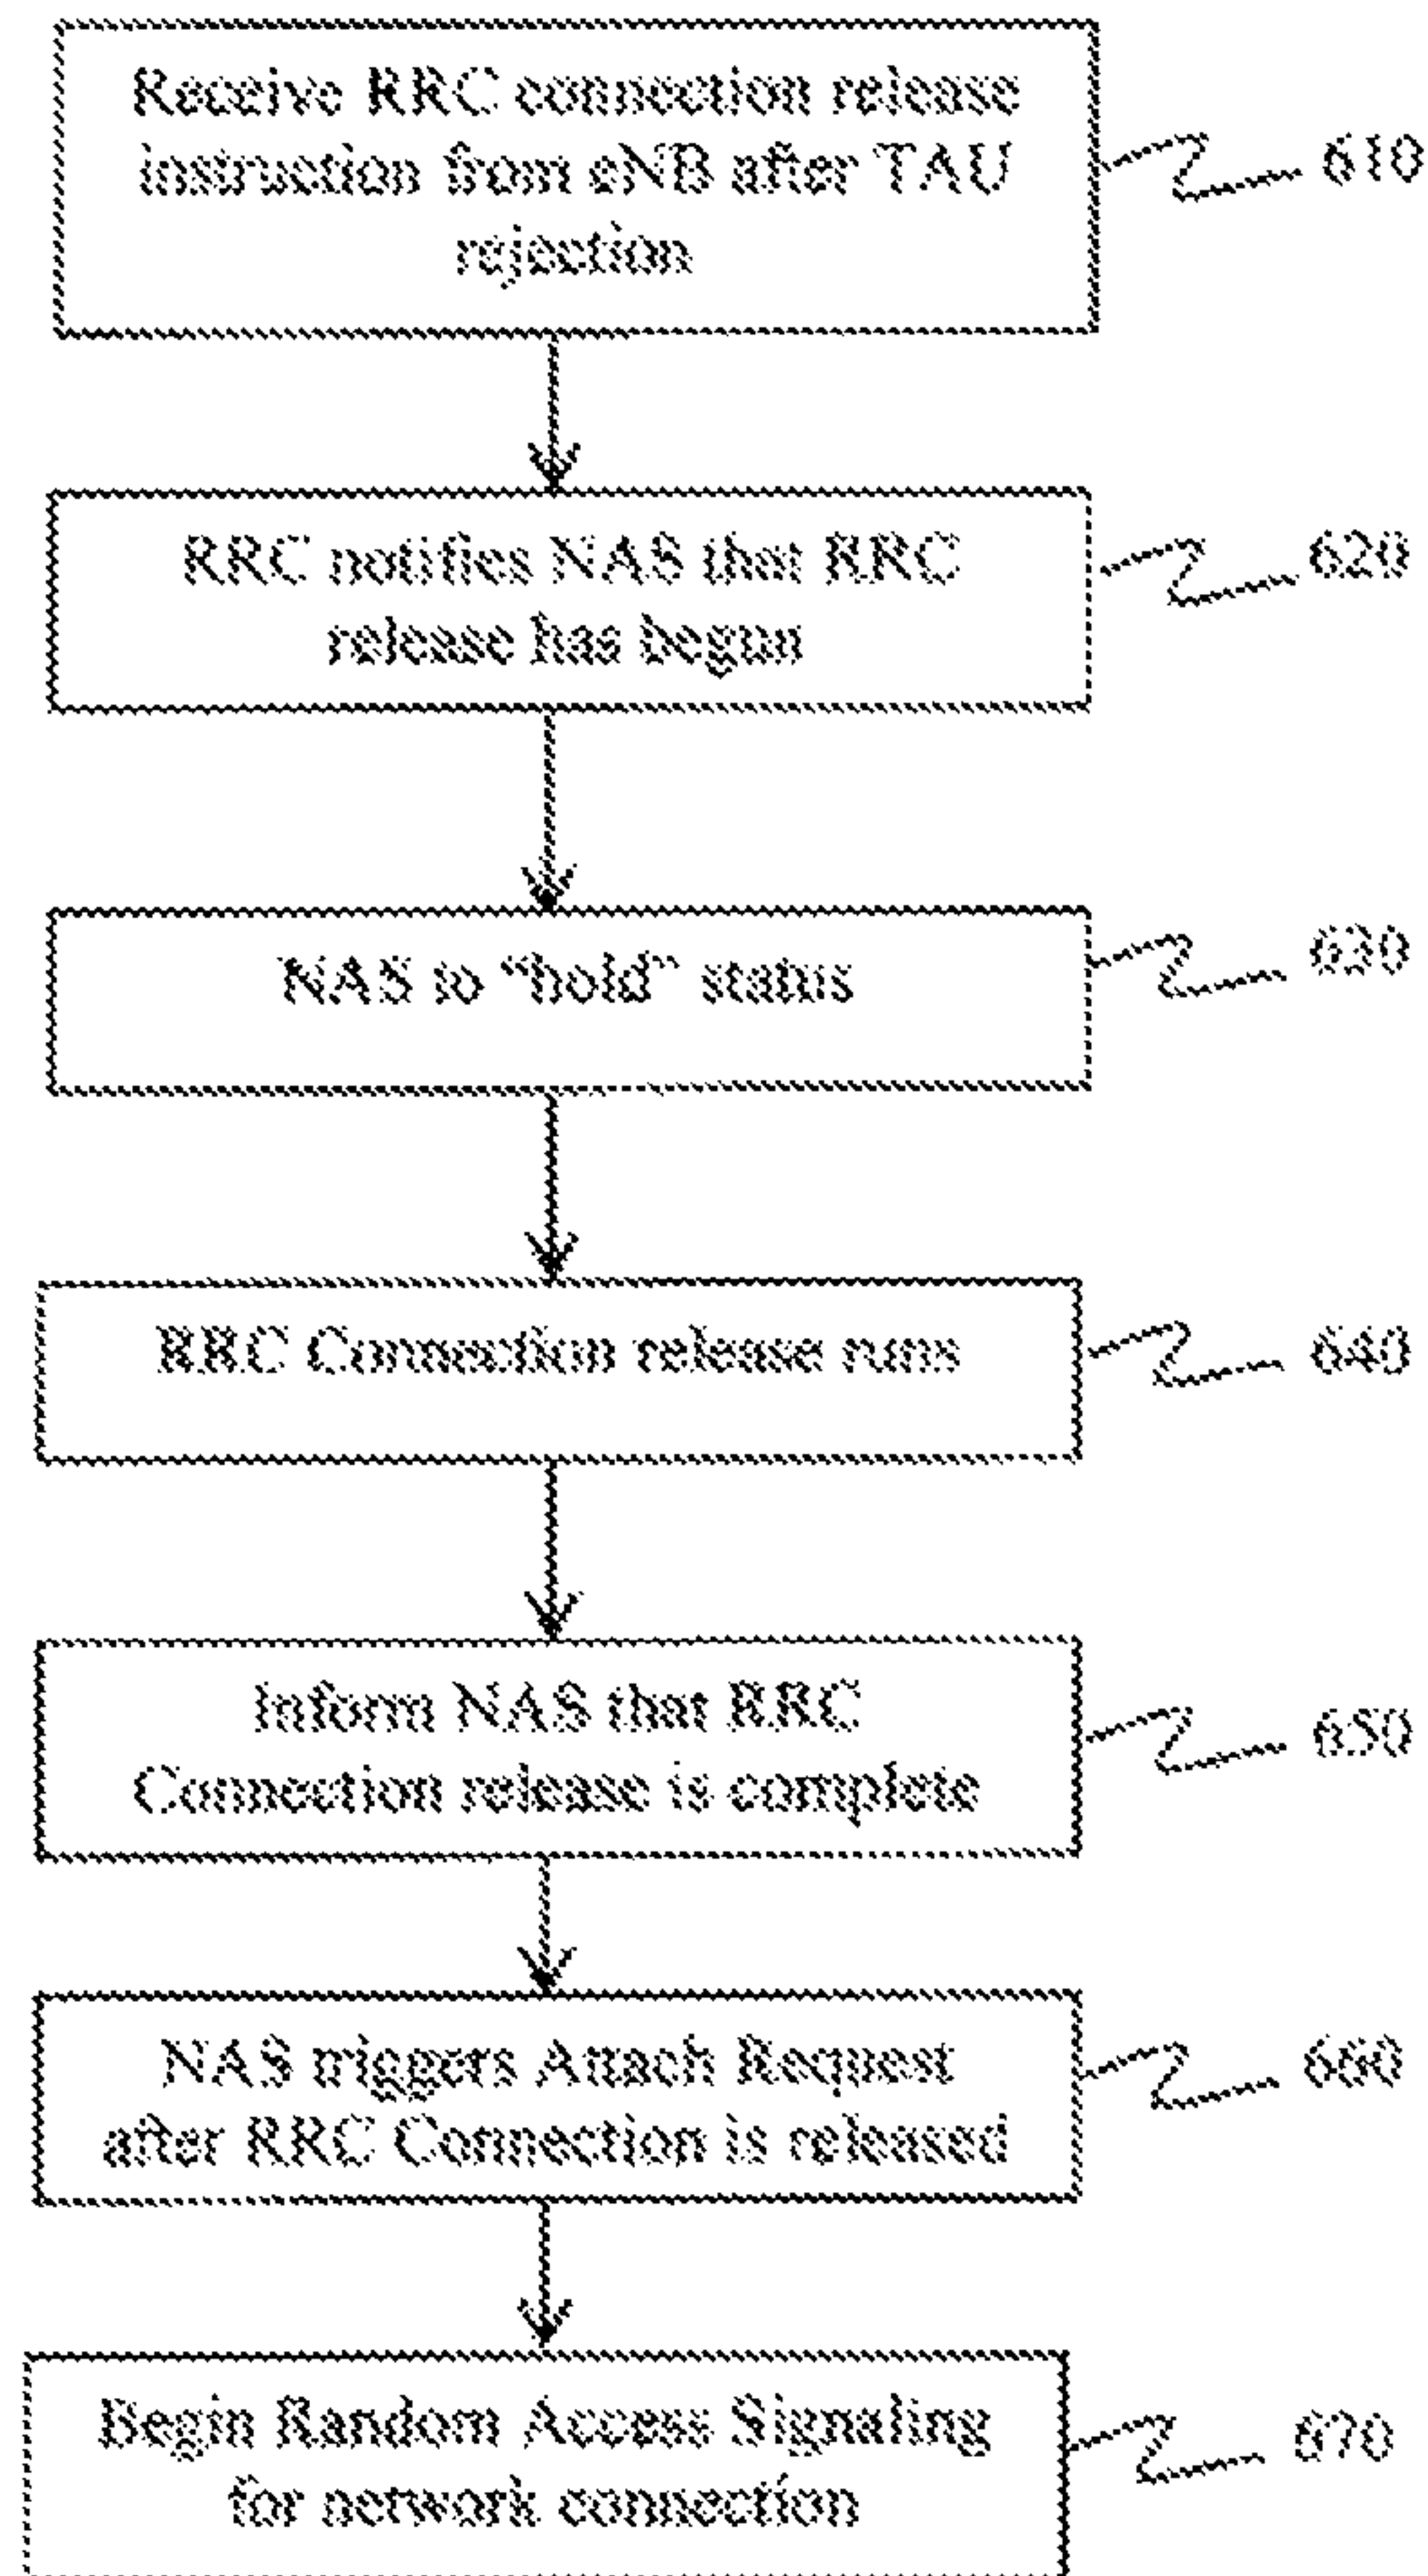 Receive RRC connection release
instruction from eNB after TAU
rejection
610
RRC notifies NAS that RRC
release has begun
620
NAS to "hold" status
630
RRC Connection release runs
640
Inform NAS that RRC
Connection release is complete
650
NAS triggers Attach Request
after RRC Connection is released
660
Begin Random Access Signaling
for network connection
670